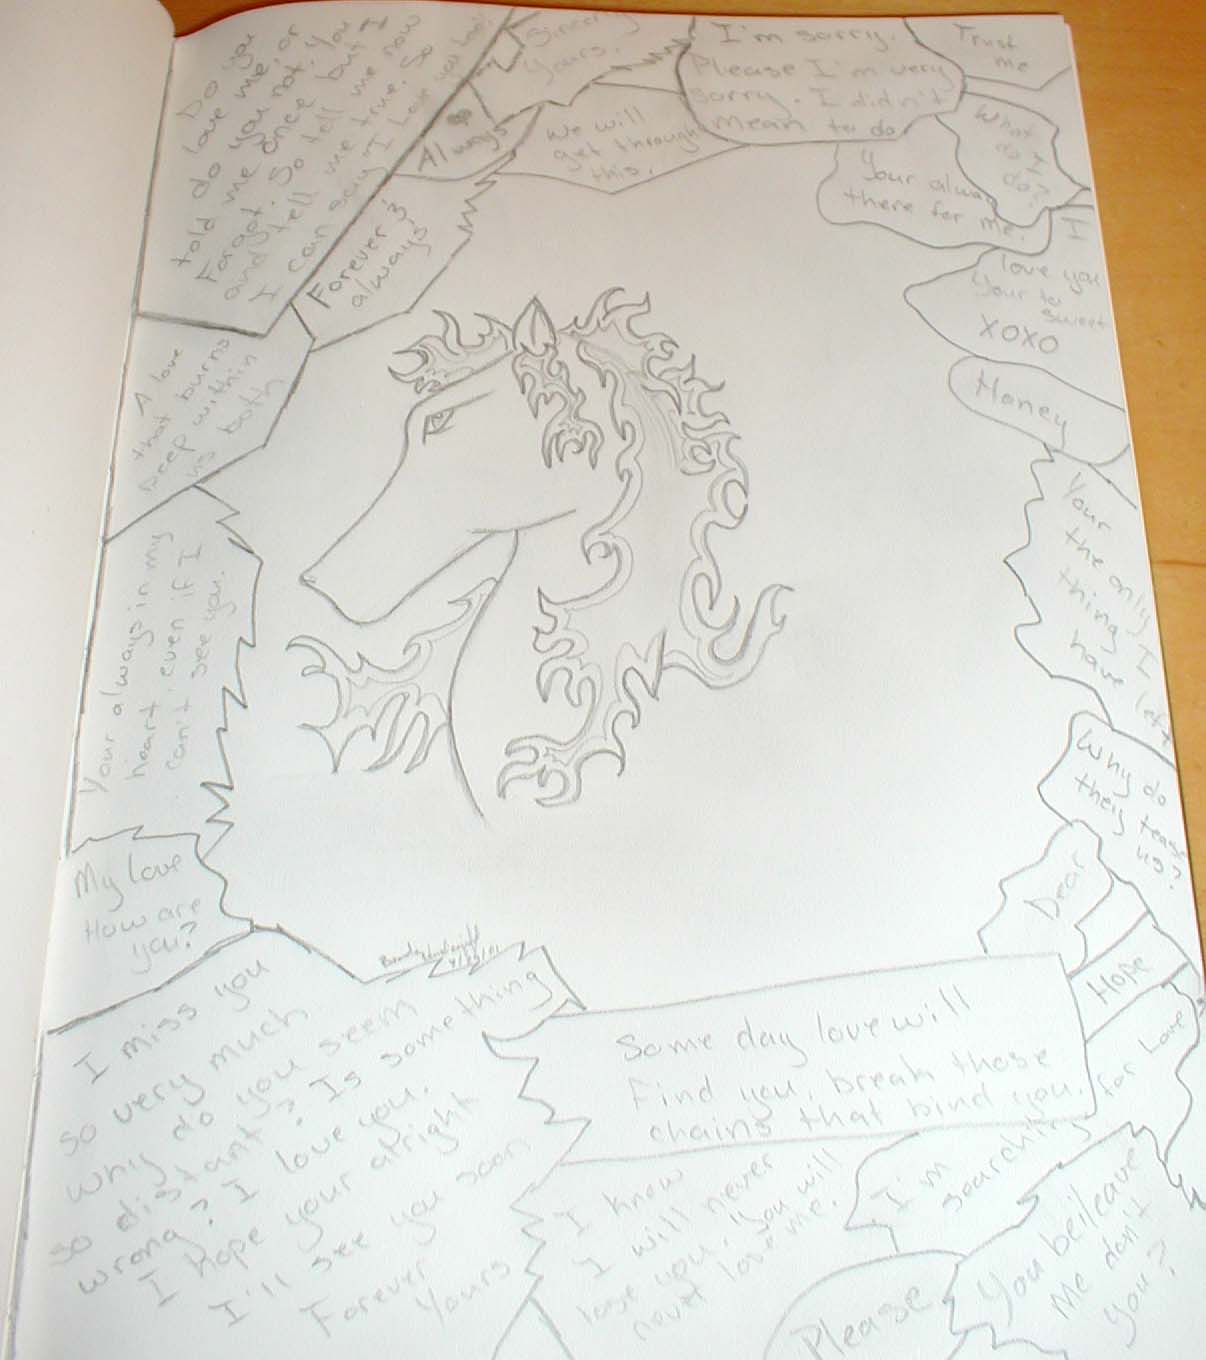 Do you
love me, or
do you not. You
told me once but I
Forgot. So tell me now
and tell me true. So
I can say I Love you too!
Sincerly
Yours.
Always
We will
get through
this.
I'm sorry.
Please I'm very
sorry. I didn't
mean to do
Trust
me
What
do I
do?
Your always
there for me.
I
love you
Your to
sweet
XOXO
Honey
Forever &
always
A love
that burns
Deep within
us both
Your always in my
heart even if I
can't see you.
Your
the only
thing I
have left
Why do
they tease
us?
My love
How are
you?
Dear
Hope
for Love
I miss you
so very much
Why do you seem
so distant? Is something
wrong? I love you.
I hope your alright
I'll see you soon
Forever
Yours
Some day love will
Find you, break those
chains that bind you.
I know
I will never
lose you, you will
never love me.
I'm
searching
Please
You beileave
Me don't
you?